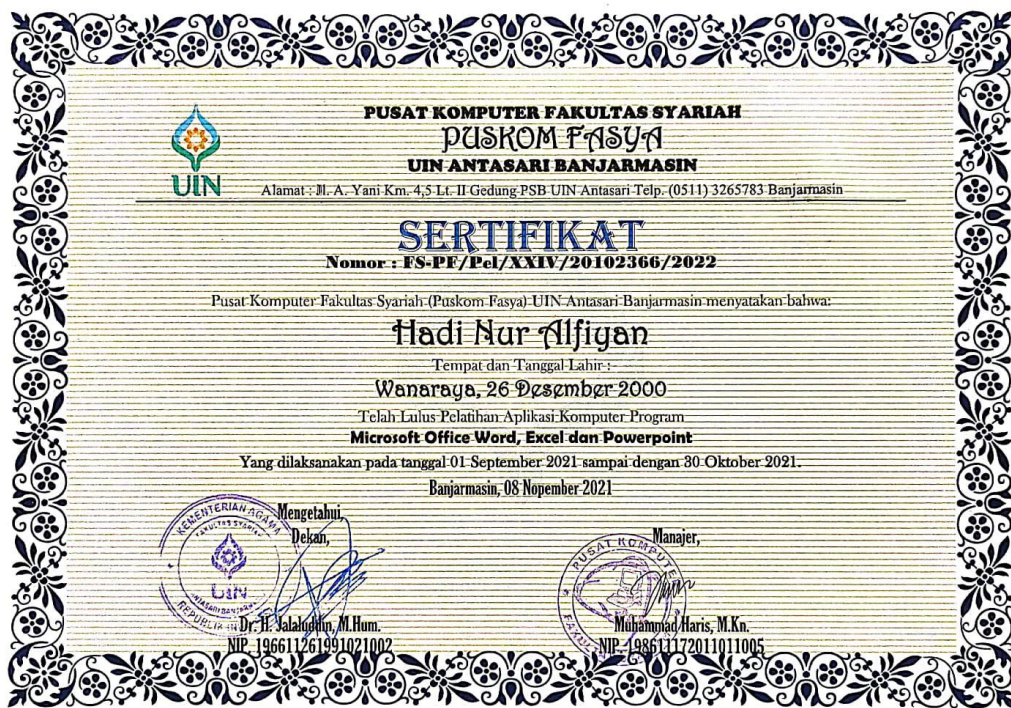 PUSAT KOMPUTER FAKULTAS SYARIAH
PUSKOM FASYA
UIN ANTASARI BANJARMASIN
UIN
Alamat : Jl. A. Yani Km. 4,5 Lt. II Gedung PSB UIN Antasari Telp. (0511) 3265783 Banjarmasin
SERTIFIKAT
Nomor : FS-PF/Pel/XXIV/20102366/2022
Pusat Komputer Fakultas Syariah (Puskom Fasya) UIN Antasari Banjarmasin menyatakan bahwa:
Hadi Nur Alfiyan
Tempat dan Tanggal Lahir :
Wanaraya, 26 Desember 2000
Telah Lulus Pelatihan Aplikasi Komputer Program
Microsoft Office Word, Excel dan Powerpoint
Yang dilaksanakan pada tanggal 01 September 2021 sampai dengan 30 Oktober 2021.
Banjarmasin, 08 Nopember 2021
Mengetahui,
Dekan,
KEMENTERIAN AGAMA
FAKULTAS SYARIAH
UIN
REPUBLIK
Dr. H. Jalaluddin, M.Hum.
NIP. 196611261991021002
Manajer,
PUSAT KOMPUTE
Muhammad Haris, M.Kn.
NIP. 198611172011011005